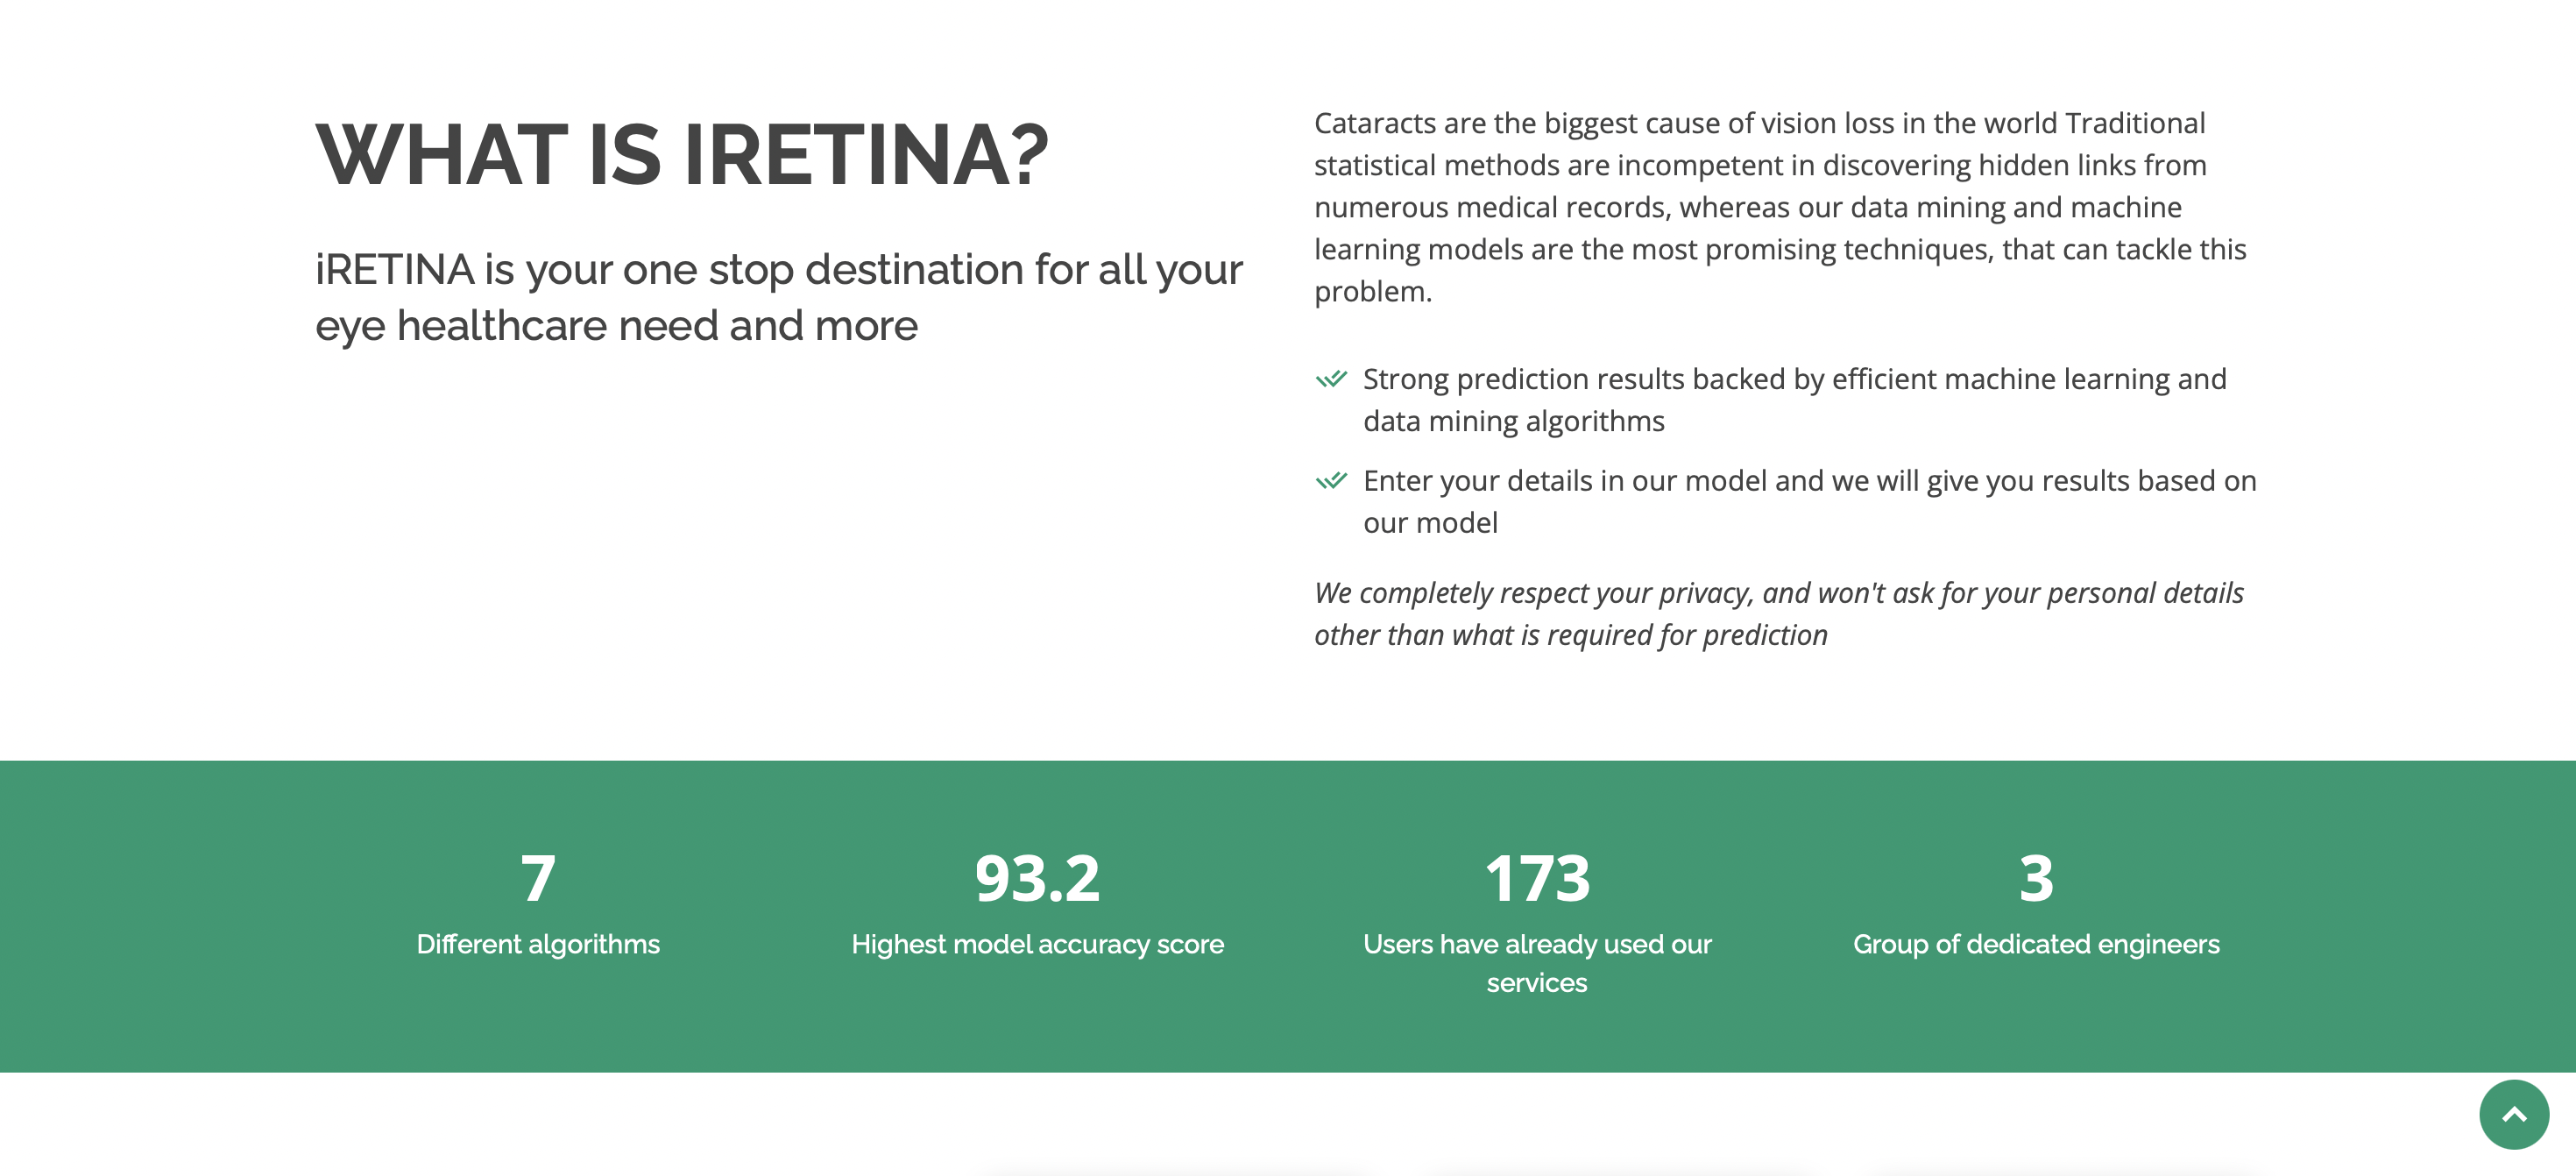 WHAT IS IRETINA?
iRETINA is your one stop destination for all your
eye healthcare need and more
Cataracts are the biggest cause of vision loss in the world Traditional
statistical methods are incompetent in discovering hidden links from
numerous medical records, whereas our data mining and machine
learning models are the most promising techniques, that can tackle this
problem.
Strong prediction results backed by efficient machine learning and
data mining algorithms
Enter your details in our model and we will give you results based on
our model
We completely respect your privacy, and won't ask for your personal details
other than what is required for prediction
7
Different algorithms
93.2
Highest model accuracy score
173
Users have already used our
services
3
Group of dedicated engineers